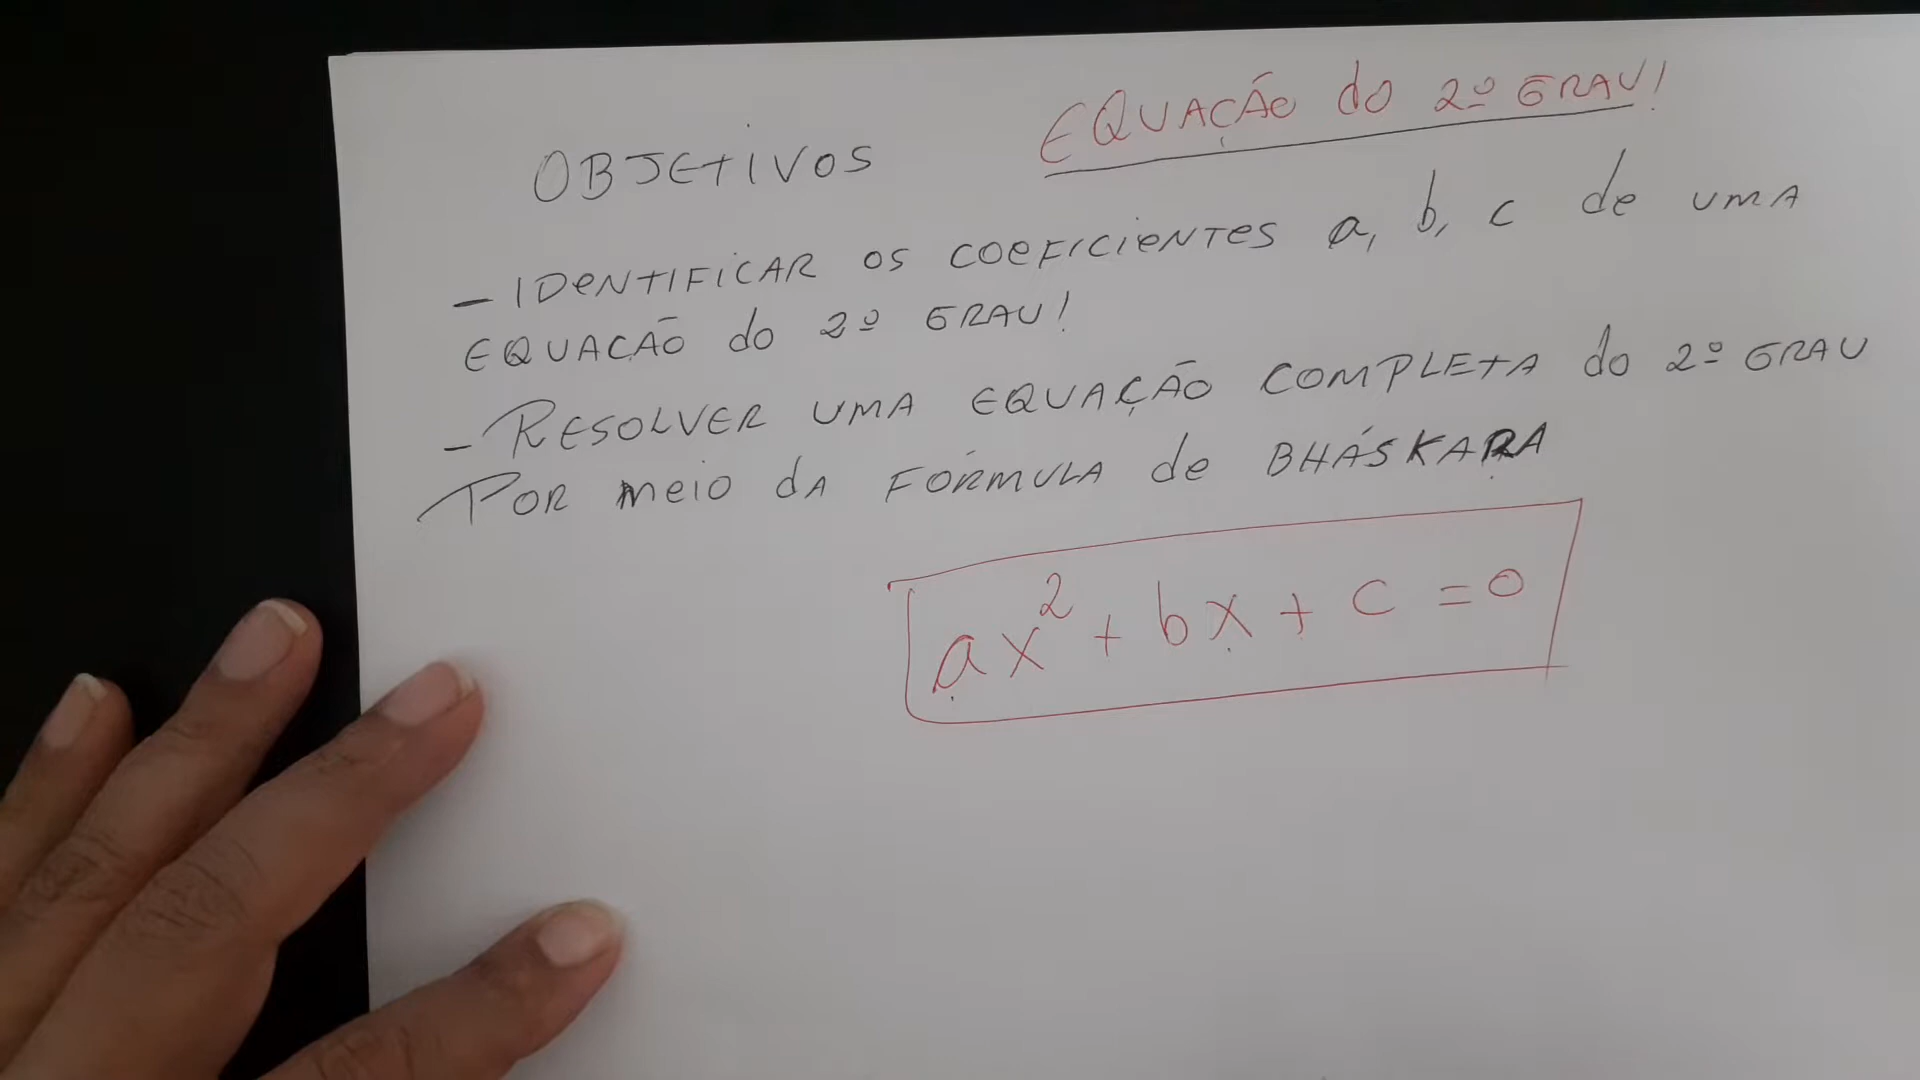 EQUAÇÃO do 2º GRAU!
OBJETIVOS
- IDENTIFICAR OS COEFICIENTES a, b, c de UMA
EQUAÇÃO do 2º GRAU!
- RESOLVER UMA EQUAÇÃO COMPLETA do 2º GRAU
POR MEIO dA FÓRMULA de BHÁSKARA
ax² + bx + c = 0